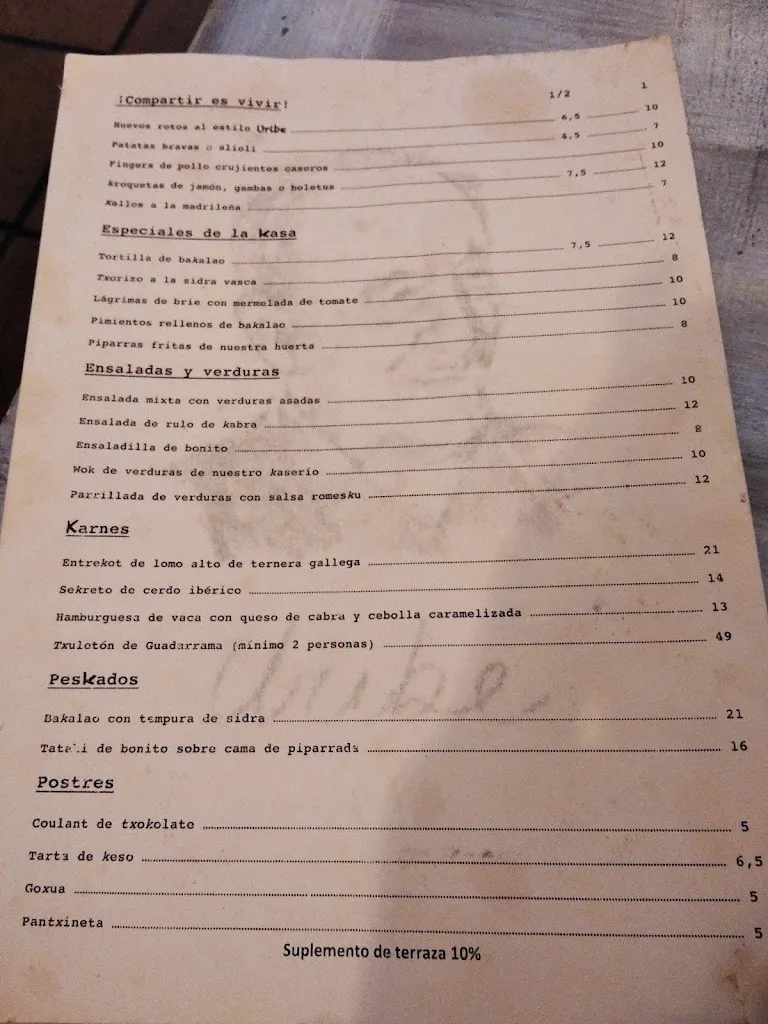 ¡Compartir es vivir! 1/2 1
Huevos rotos al estilo Uribe 6,5 10
Patatas bravas o alioli 4,5 7
Fingers de pollo crujientes caseros 10
Kroquetas de jamón, gambas o boletus 7,5 12
Kallos a la madrileña 7
Especiales de la kasa
Tortilla de bakalao 7,5 12
Txorizo a la sidra vasca 8
Lágrimas de brie con mermelada de tomate 10
Pimientos rellenos de bakalao 10
Piparras fritas de nuestra huerta 8
Ensaladas y verduras
Ensalada mixta con verduras asadas 10
Ensalada de rulo de kabra 12
Ensaladilla de bonito 8
Wok de verduras de nuestro kaserío 10
Parrillada de verduras con salsa romesku 12
Karnes
Entrekot de lomo alto de ternera gallega 21
Sekreto de cerdo ibérico 14
Hamburguesa de vaca con queso de cabra y cebolla caramelizada 13
Txuletón de Guadarrama (mínimo 2 personas) 49
Peskados
Bakalao con tempura de sidra 21
Tataki de bonito sobre cama de piparrada 16
Postres
Coulant de txokolate 5
Tarta de keso 6,5
Goxua 5
Pantxineta 5
Suplemento de terraza 10%